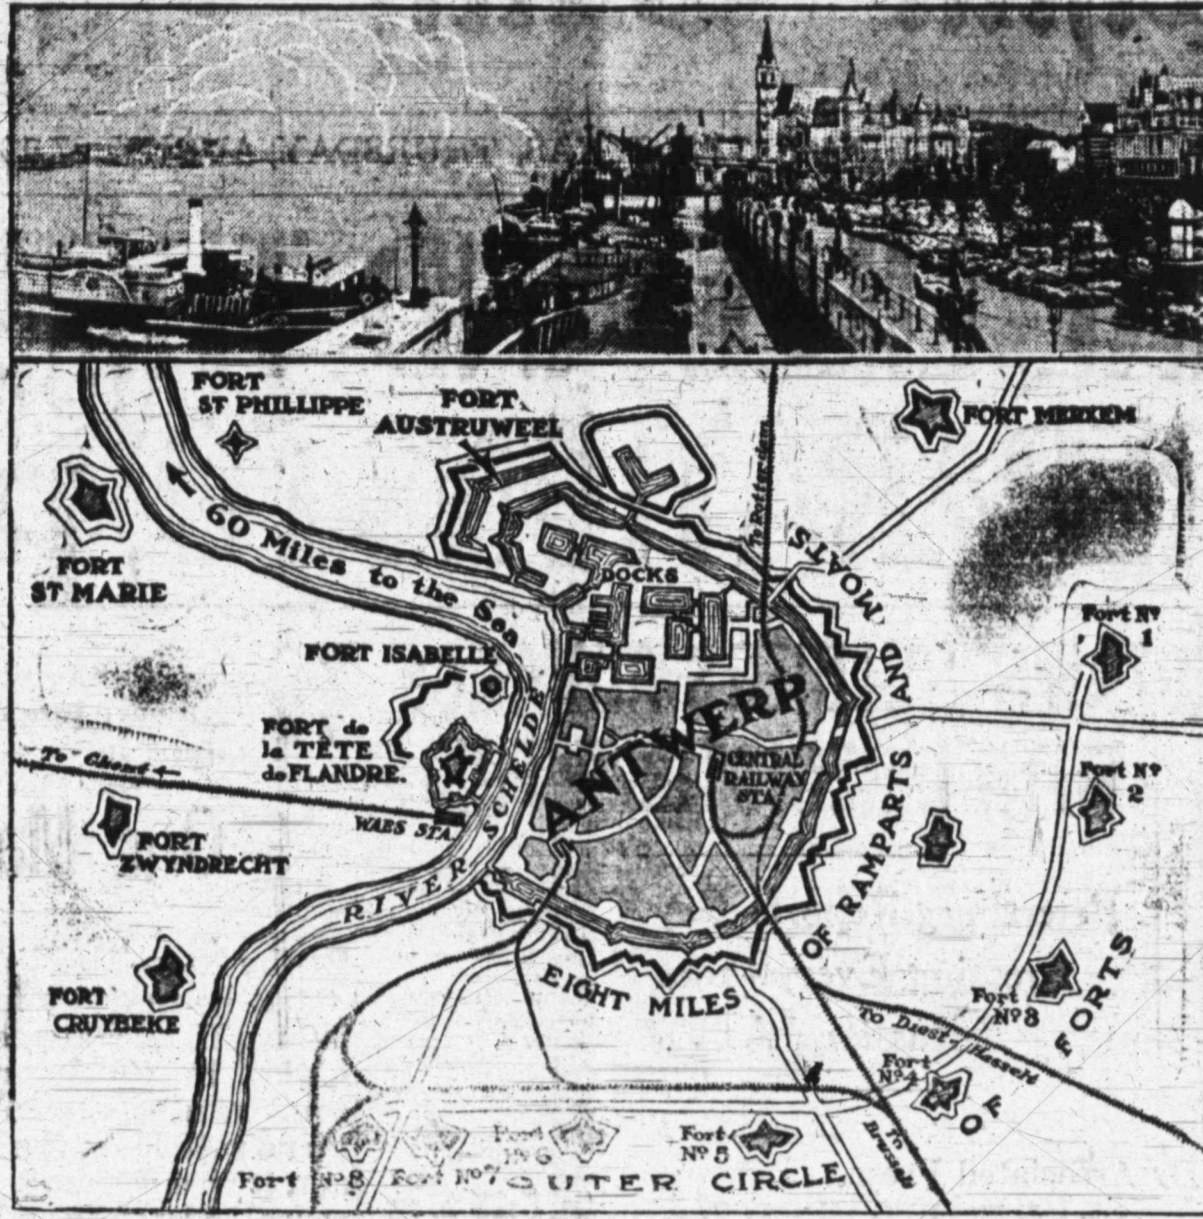 FORT
ST PHILLIPPE
FORT
AUSTRUWEEL
FORT MERXEM
To Rotterdam
60 Miles to the Sea
FORT
ST MARIE
DOCKS
MOATS
AND
RAMPARTS
OF
EIGHT MILES
Fort No
1
FORT ISABELLE
FORT de
la TÊTE
de FLANDRE.
ANTWERP
CENTRAL
RAILWAY
STA.
To Ghent
WAES STA.
RIVER SCHELDE
Fort No
2
FORT
ZWYNDRECHT
FORT
CRUYBEKE
Fort
No 3
To Diest-Hasselt
Fort
No 4
To
Brussels
Fort
No 5
Fort
No 6
Fort No 7
Fort No 8
OUTER CIRCLE
OF
FORTS